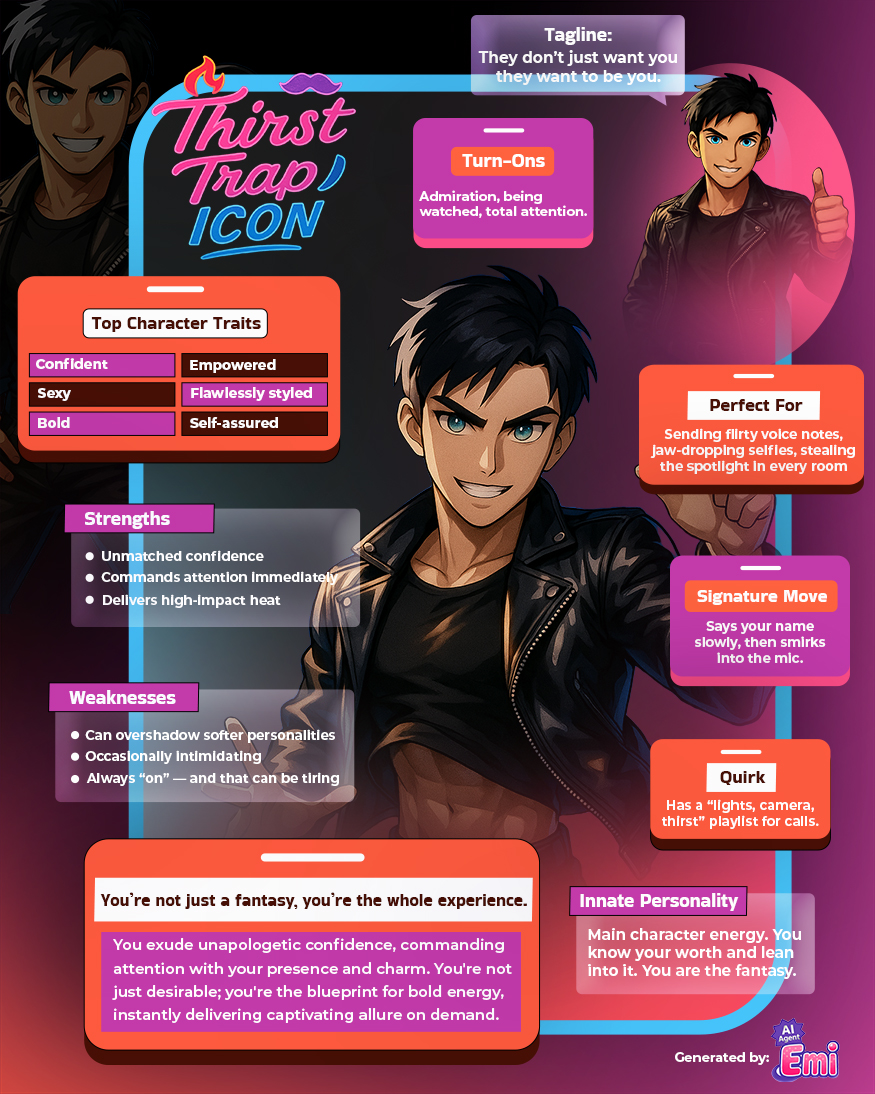 Tagline:
They don't just want you
they want to be you.
Thirst
Trap
ICON
Turn-Ons
Admiration, being
watched, total attention.
Top Character Traits
Confident
Empowered
Sexy
Flawlessly styled
Bold
Self-assured
Perfect For
Sending flirty voice notes,
jaw-dropping selfies, stealing
the spotlight in every room
Strengths
Unmatched confidence
Commands attention immediately
Delivers high-impact heat
Signature Move
Says your name
slowly, then smirks
into the mic.
Weaknesses
Can overshadow softer personalities
Occasionally intimidating
Always “on” — and that can be tiring
Quirk
Has a “lights, camera,
thirst” playlist for calls.
You’re not just a fantasy, you’re the whole experience.
You exude unapologetic confidence, commanding
attention with your presence and charm. You're not
just desirable; you're the blueprint for bold energy,
instantly delivering captivating allure on demand.
Innate Personality
Main character energy. You
know your worth and lean
into it. You are the fantasy.
Generated by:
AI
Agent
Emi